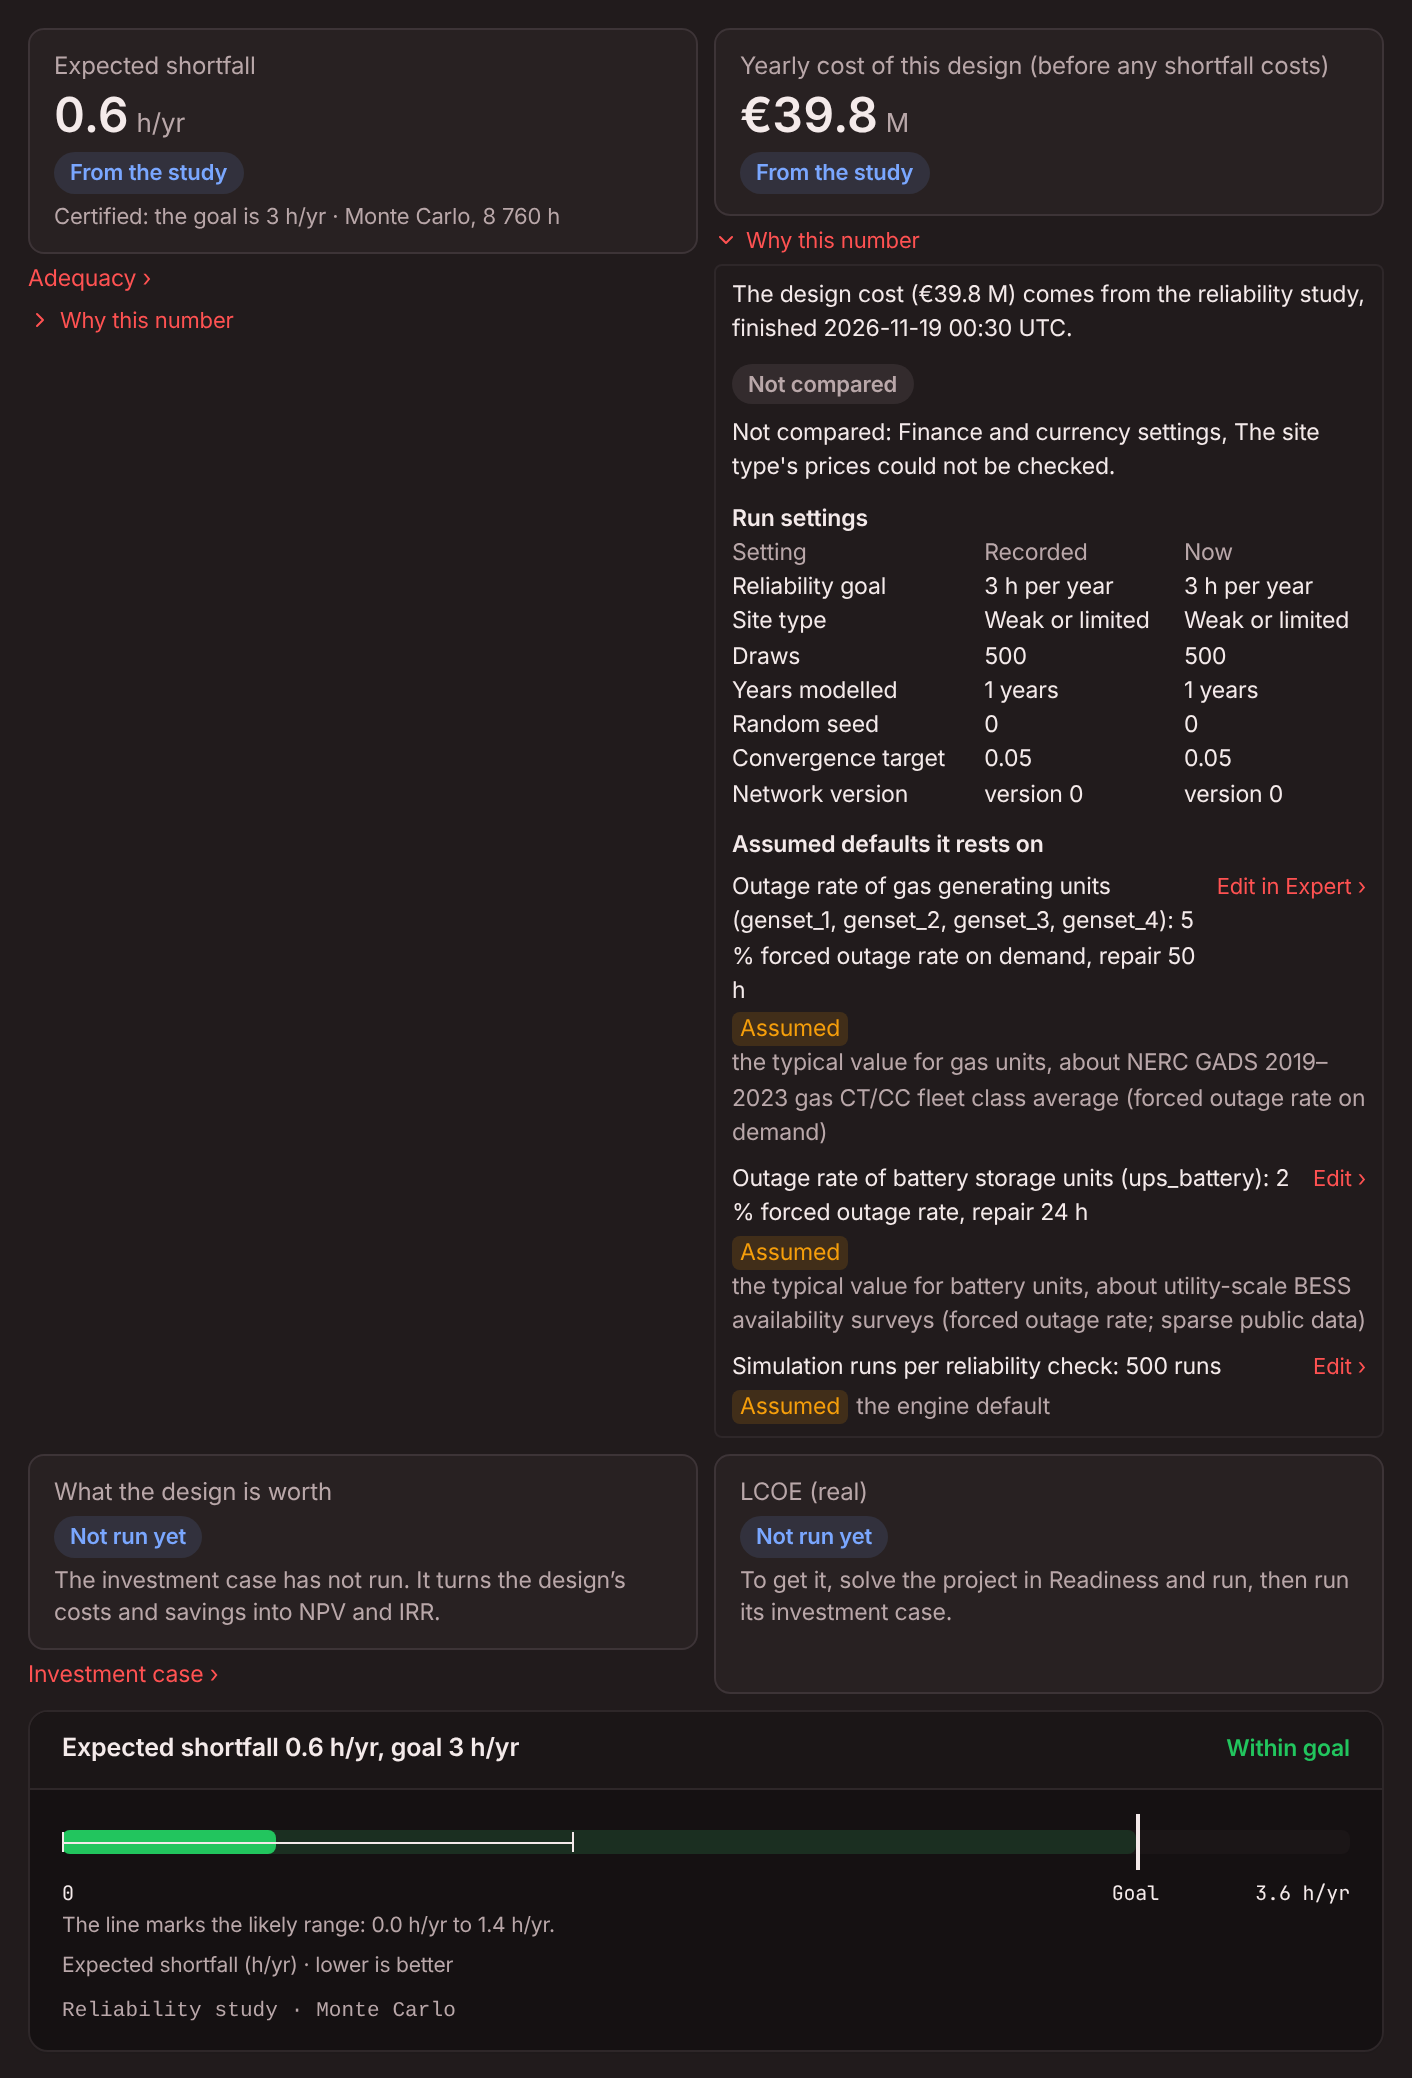 Expected shortfall
0.6 h/yr
From the study
Certified: the goal is 3 h/yr · Monte Carlo, 8 760 h
Adequacy ›
Why this number
Yearly cost of this design (before any shortfall costs)
€39.8 M
From the study
Why this number
The design cost (€39.8 M) comes from the reliability study,
finished 2026-11-19 00:30 UTC.
Not compared
Not compared: Finance and currency settings, The site
type's prices could not be checked.
Run settings
Setting Recorded Now
Reliability goal 3 h per year 3 h per year
Site type Weak or limited Weak or limited
Draws 500 500
Years modelled 1 years 1 years
Random seed 0 0
Convergence target 0.05 0.05
Network version version 0 version 0
Assumed defaults it rests on
Outage rate of gas generating units Edit in Expert ›
(genset_1, genset_2, genset_3, genset_4): 5
% forced outage rate on demand, repair 50
h
Assumed
the typical value for gas units, about NERC GADS 2019–
2023 gas CT/CC fleet class average (forced outage rate on
demand)
Outage rate of battery storage units (ups_battery): 2 Edit ›
% forced outage rate, repair 24 h
Assumed
the typical value for battery units, about utility-scale BESS
availability surveys (forced outage rate; sparse public data)
Simulation runs per reliability check: 500 runs Edit ›
Assumed the engine default
What the design is worth
Not run yet
The investment case has not run. It turns the design’s
costs and savings into NPV and IRR.
Investment case ›
LCOE (real)
Not run yet
To get it, solve the project in Readiness and run, then run
its investment case.
Expected shortfall 0.6 h/yr, goal 3 h/yr Within goal
0 Goal 3.6 h/yr
The line marks the likely range: 0.0 h/yr to 1.4 h/yr.
Expected shortfall (h/yr) · lower is better
Reliability study · Monte Carlo